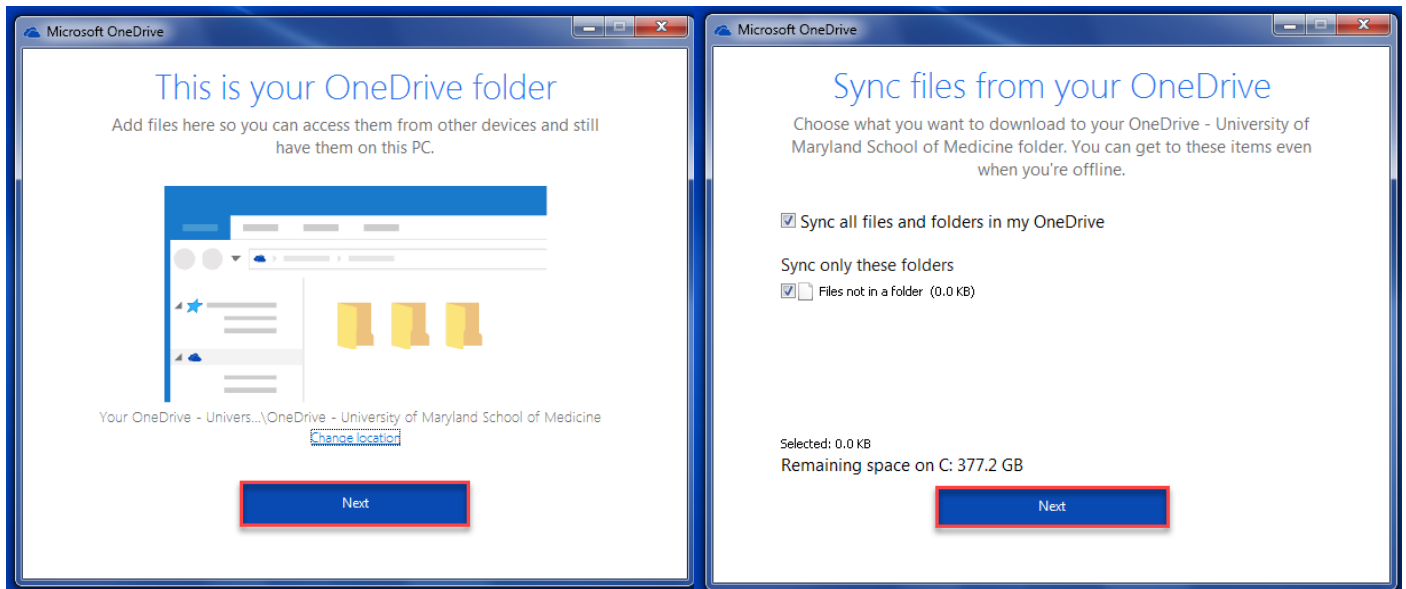 Microsoft OneDrive
This is your OneDrive folder
Add files here so you can access them from other devices and still
have them on this PC.
Your OneDrive - Univers...\OneDrive - University of Maryland School of Medicine
Change location
Next
Microsoft OneDrive
Sync files from your OneDrive
Choose what you want to download to your OneDrive - University of
Maryland School of Medicine folder. You can get to these items even
when you're offline.
Sync all files and folders in my OneDrive
Sync only these folders
Files not in a folder (0.0 KB)
Selected: 0.0 KB
Remaining space on C: 377.2 GB
Next